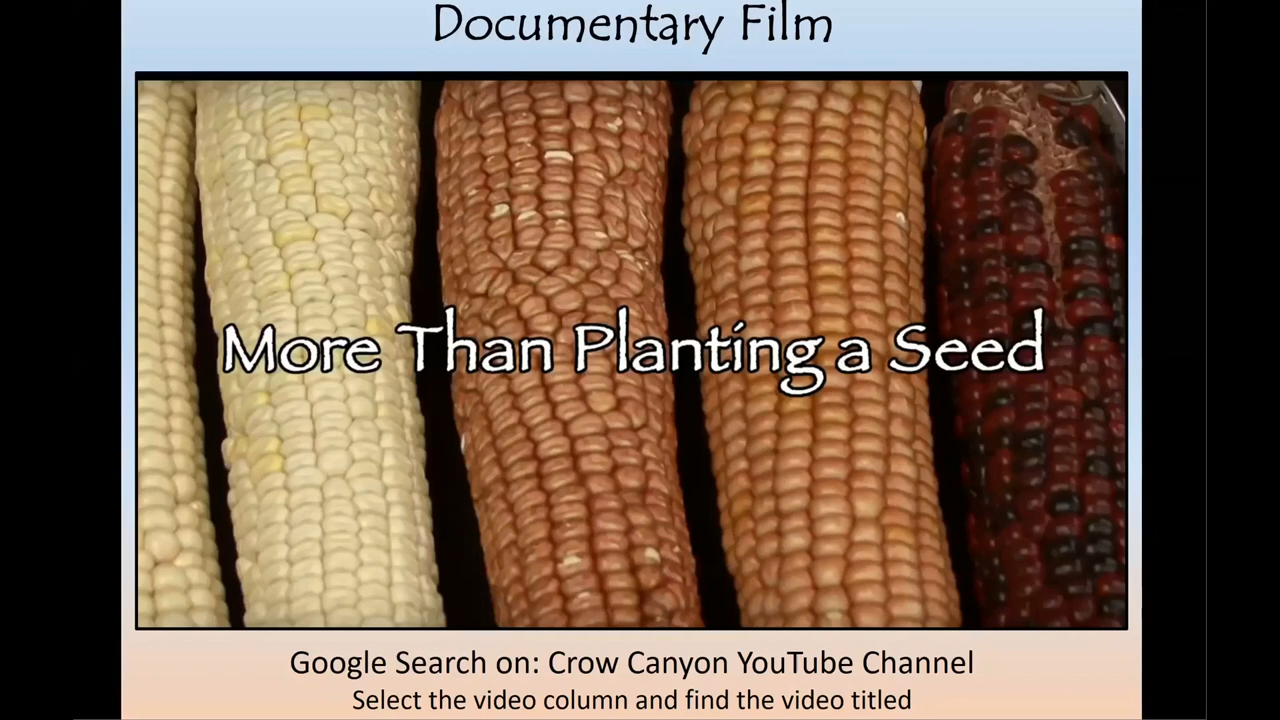 Documentary Film
More Than Planting a Seed
Google Search on: Crow Canyon YouTube Channel
Select the video column and find the video titled